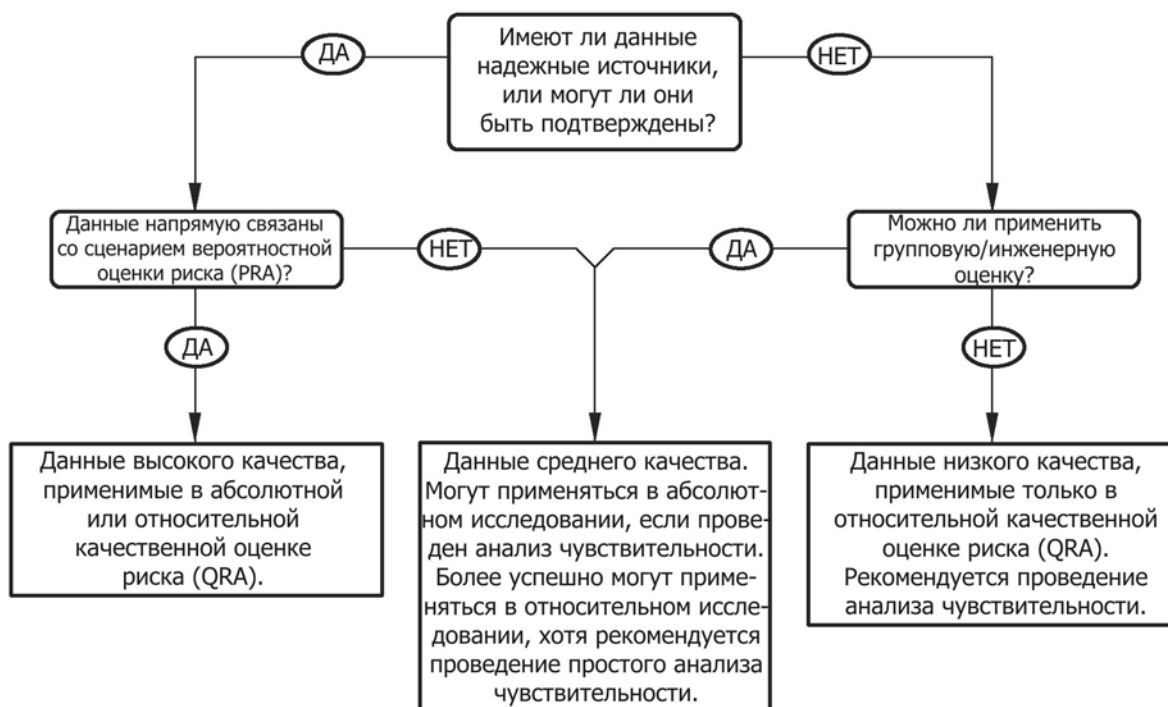 Имеют ли данные
надежные источники,
или могут ли они
быть подтверждены?
ДА
НЕТ
Данные напрямую связаны
со сценарием вероятностной
оценки риска (PRA)?
НЕТ
ДА
Можно ли применить
групповую/инженерную
оценку?
ДА
НЕТ
Данные высокого качества,
применимые в абсолютной
или относительной
качественной оценке
риска (QRA).
Данные среднего качества.
Могут применяться в абсолют-
ном исследовании, если прове-
ден анализ чувствительности.
Более успешно могут приме-
няться в относительном иссле-
довании, хотя рекомендуется
проведение простого анализа
чувствительности.
Данные низкого качества,
применимые только в
относительной качественной
оценке риска (QRA).
Рекомендуется проведение
анализа чувствительности.